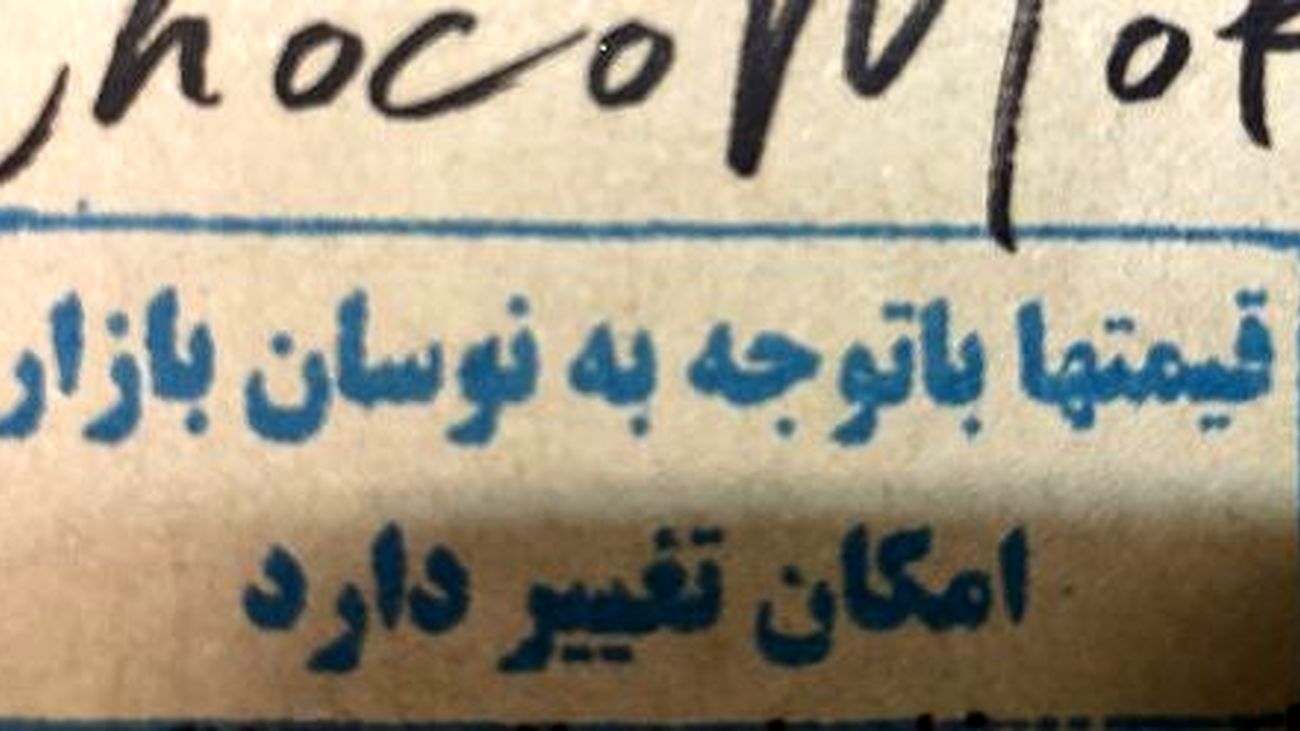 قیمتها باتوجه به نوسان بازار
امکان تغییر دارد